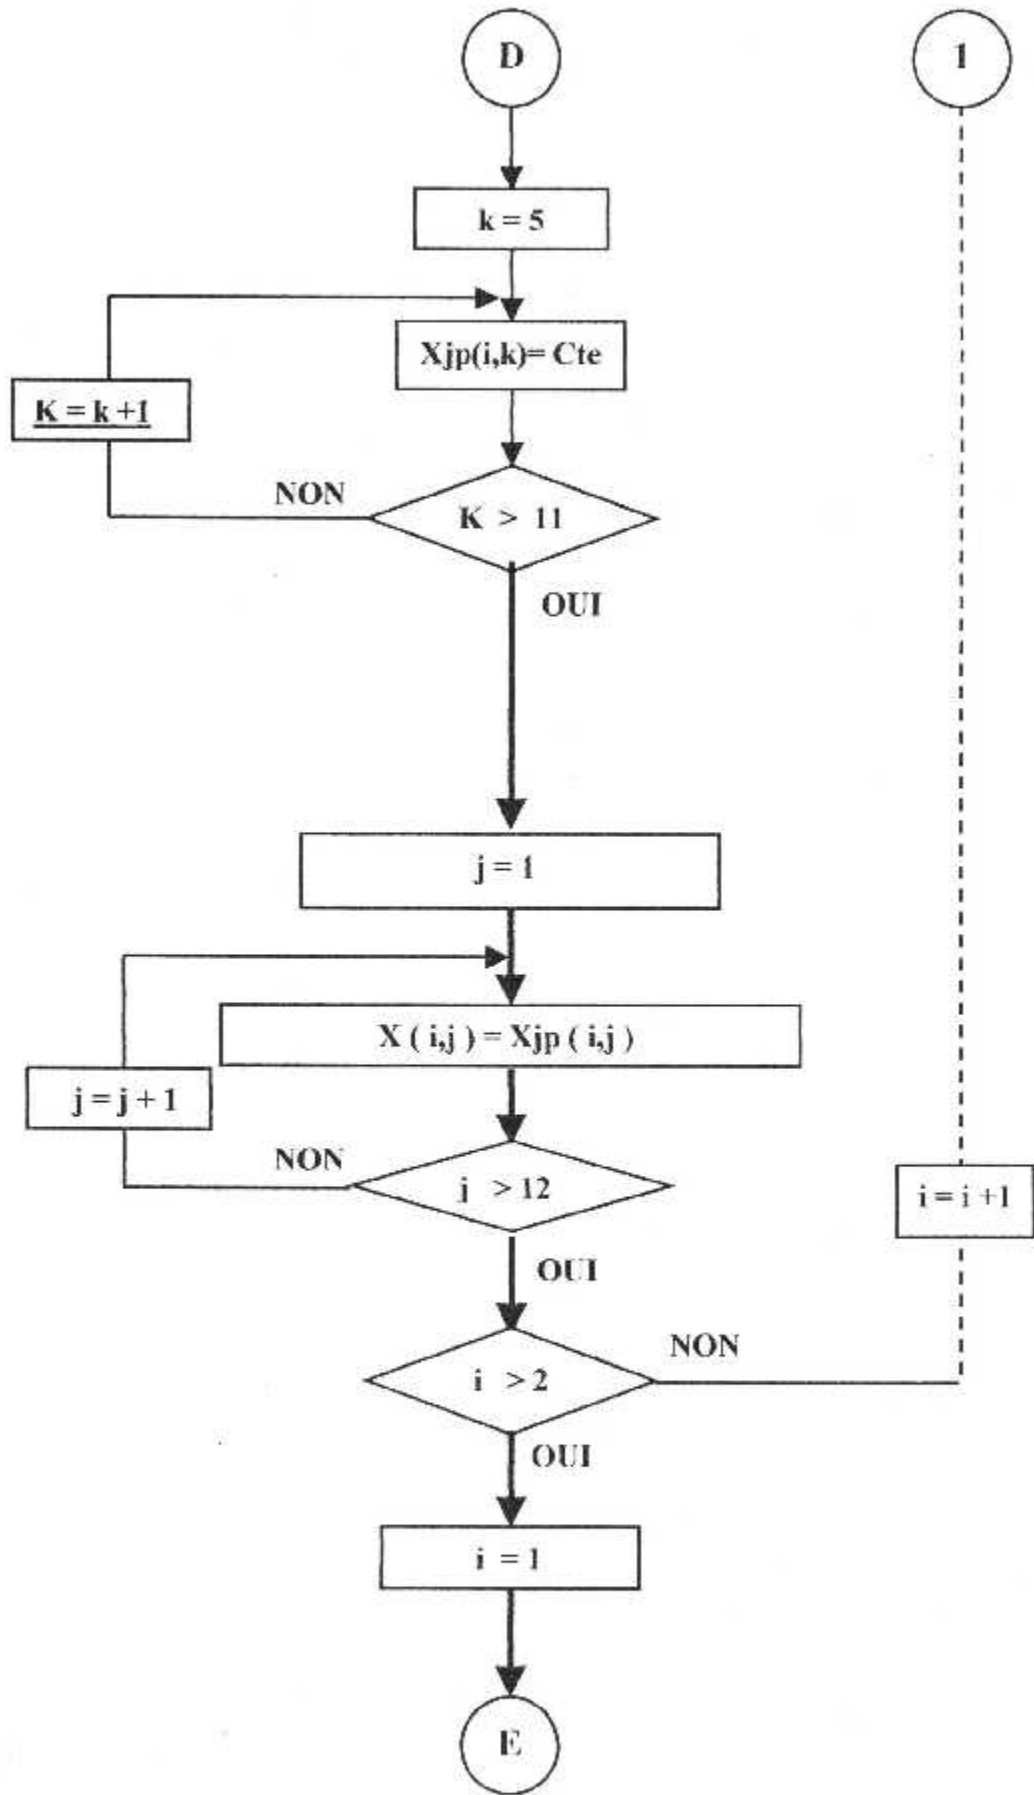 D
1
k = 5
Xjp(i,k)= Cte
K = k +1
NON
K > 11
OUI
j = 1
X ( i,j ) = Xjp ( i,j )
j = j + 1
NON
j > 12
i = i +1
OUI
NON
i > 2
OUI
i = 1
E